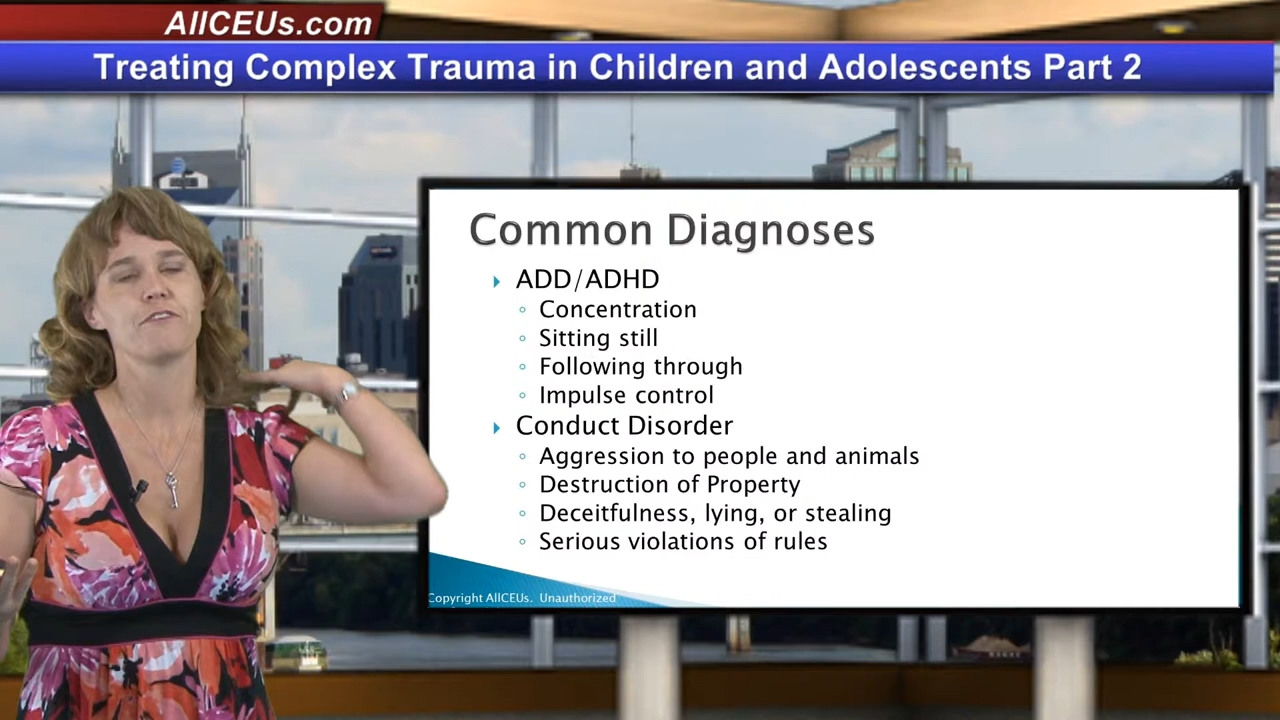 AllCEUs.com
Treating Complex Trauma in Children and Adolescents Part 2
Common Diagnoses
ADD/ADHD
Concentration
Sitting still
Following through
Impulse control
Conduct Disorder
Aggression to people and animals
Destruction of Property
Deceitfulness, lying, or stealing
Serious violations of rules
Copyright AllCEUs. Unauthorized